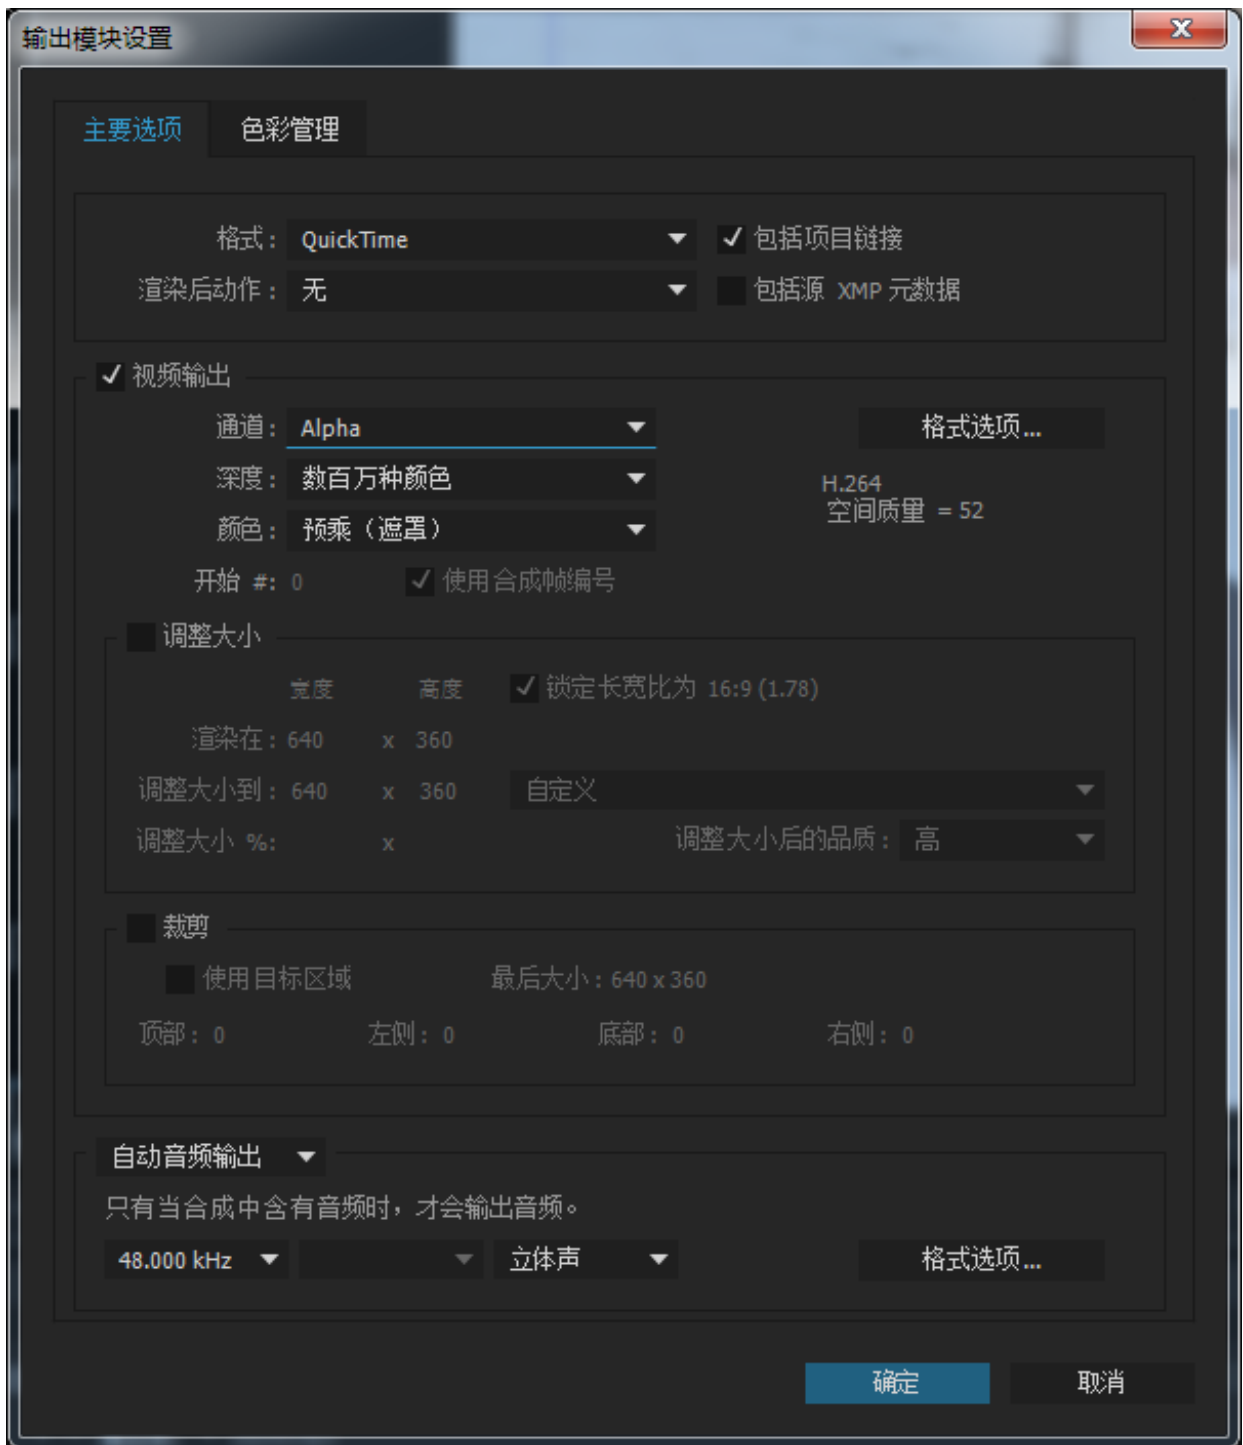 输出模块设置
主要选项 色彩管理
格式: QuickTime 包括项目链接
渲染后动作: 无 包括源 XMP 元数据
视频输出
通道: Alpha 格式选项...
深度: 数百万种颜色 H.264
空间质量 = 52
颜色: 预乘（遮罩）
开始 #: 0 使用合成帧编号
调整大小
宽度 高度 锁定长宽比为 16:9 (1.78)
渲染在: 640 x 360
调整大小到: 640 x 360 自定义
调整大小 %: x 调整大小后的品质: 高
裁剪
使用目标区域 最后大小: 640 x 360
顶部: 0 左侧: 0 底部: 0 右侧: 0
自动音频输出
只有当合成中含有音频时，才会输出音频。
48.000 kHz 立体声 格式选项...
确定 取消